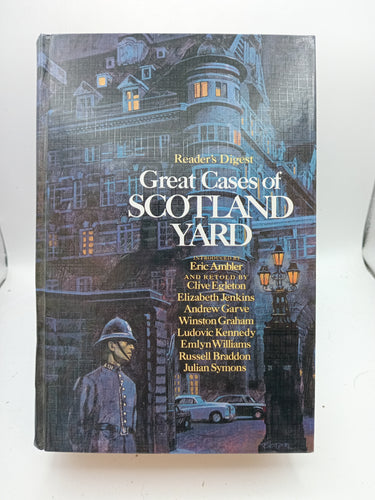 Reader's Digest
Great Cases of
SCOTLAND
YARD
INTRODUCED BY
Eric Ambler
AND RETOLD BY
Clive Egleton
Elizabeth Jenkins
Andrew Garve
Winston Graham
Ludovic Kennedy
Emlyn Williams
Russell Braddon
Julian Symons